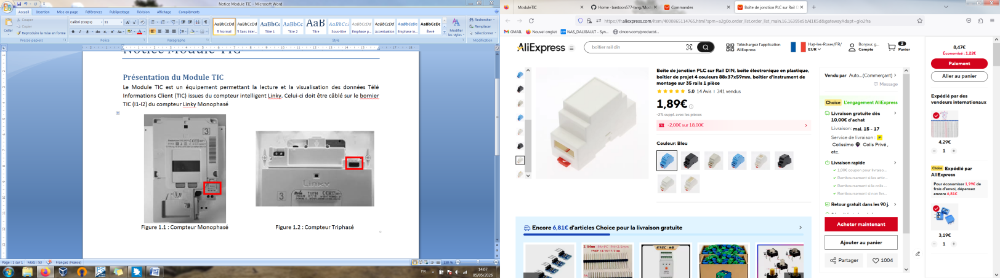 Notice Module TIC - Microsoft Word
Accueil Insertion Mise en page Références Publipostage Révision Affichage Compléments
Coller
Couper
Copier
Reproduire la mise en forme
Presse-papiers
Calibri (Corps) 11
Police
Paragraphe
AaBbCcDd AaBbCcDd AaBbCc AaBbCc AaB AaBbCc AaBbCcDd AaBbCcDd AaBbCcDd AaBbCcDc
¶ Normal ¶ Sans inter... Titre 1 Titre 2 Titre Sous-titre Emphase p... Accentuation Emphase in... Élevé
Modifier les styles
Style
Rechercher
Remplacer
Sélectionner
Modification
Notice Module TIC
Présentation du Module TIC
Le Module TIC est un équipement permettant la lecture et la visualisation des données Télé
Informations Client (TIC) issues du compteur intelligent Linky. Celui-ci doit être câblé sur le bornier
TIC (I1-I2) du compteur Linky Monophasé
3
LINKY
3
Figure 1.1 : Compteur Monophasé
Figure 1.2 : Compteur Triphasé
Page : 1 sur 1 Mots : 53 Français (France) 130 %
FR 14:07
05/05/2026
ModuleTIC
Home · bastoon577-lang/Mod
Commandes
Boîte de jonction PLC sur Rail D
https://fr.aliexpress.com/item/4000865114765.html?spm=a2g0o.order_list.order_list_main.16.16395e5bAI1K5d&gatewayAdapt=glo2fra
GMAIL Nouvel onglet NAS_DALIGAULT - Syn... cincon.com/productd...
AliExpress
boîtier rail din
Téléchargez l'application
AliExpress
Haÿ-les-Roses/FR/
EUR
Bonjour, g...
Compte
2
Panier
Boîte de jonction PLC sur Rail DIN, boîte électronique en plastique,
boîtier de projet 4 couleurs 88x37x59mm, boîtier d'instrument de
montage sur 35 rails 1 pièce
5.0 14 Avis | 341 vendus
1,89€
-2% suppl. avec les pièces
-2,00€ sur 18,00€
Couleur: Bleu
Vendu par Auto...(Commerçant)
Message
Choice L'engagement AliExpress
Livraison gratuite dès
10,00€ d'achat
Livraison: mai. 15 - 17
Service de livraison :
Colissimo Colis Privé ,
etc.
Livraison rapide
1,00€ coupon pour livraiso...
Remboursement si les artic...
Remboursement si le colis ...
Remboursement si non livr...
Retour gratuit dans les 90 j.
Acheter maintenant
Ajouter au panier
Partager
1004
8,47€
Économisé : 1,22€
Paiement
Aller au panier
Expédié par des
vendeurs internationaux
4,29€
1
Choice Expédié par
AliExpress
Pour économiser 1,99€ de
frais d'envoi, dépensez
encore 6,81€
3,19€
1
Encore 6,81€ d'articles Choice pour la livraison gratuite